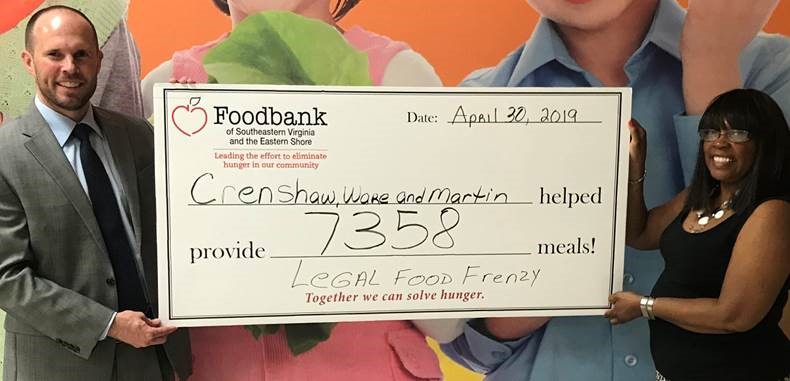 Foodbank
of Southeastern Virginia
and the Eastern Shore
Leading the effort to eliminate
hunger in our community
Date: April 30, 2019
Crenshaw, Ware and Martin helped
provide 7358 meals!
Legal Food Frenzy
Together we can solve hunger.